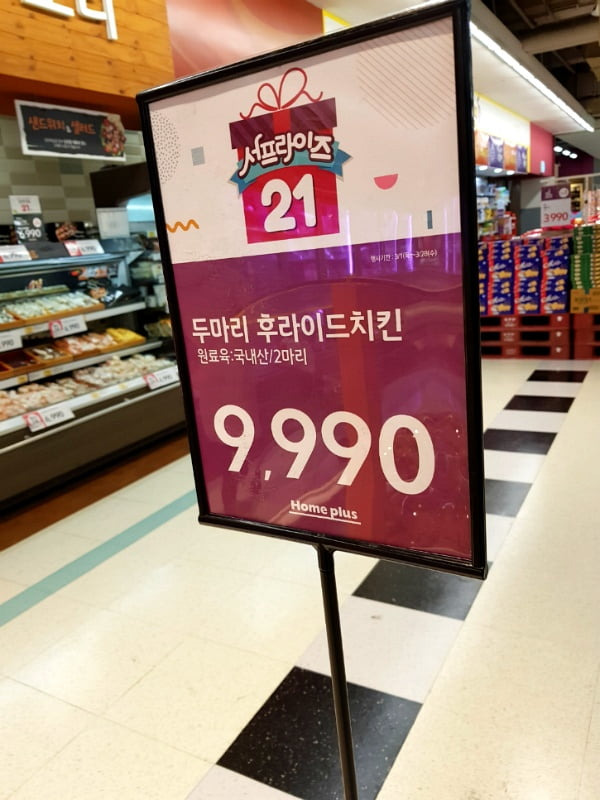 샌드위치 & 샐러드
서프라이즈
21
두마리 후라이드치킨
원료육:국내산/2마리
9,990
Home plus
3,990